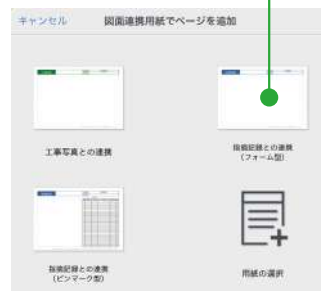 キャンセル 図面連携用紙でページを追加
工事写真との連携
指摘記録との連携
(フォーム型)
指摘記録との連携
(ピンマーク型)
用紙の選択